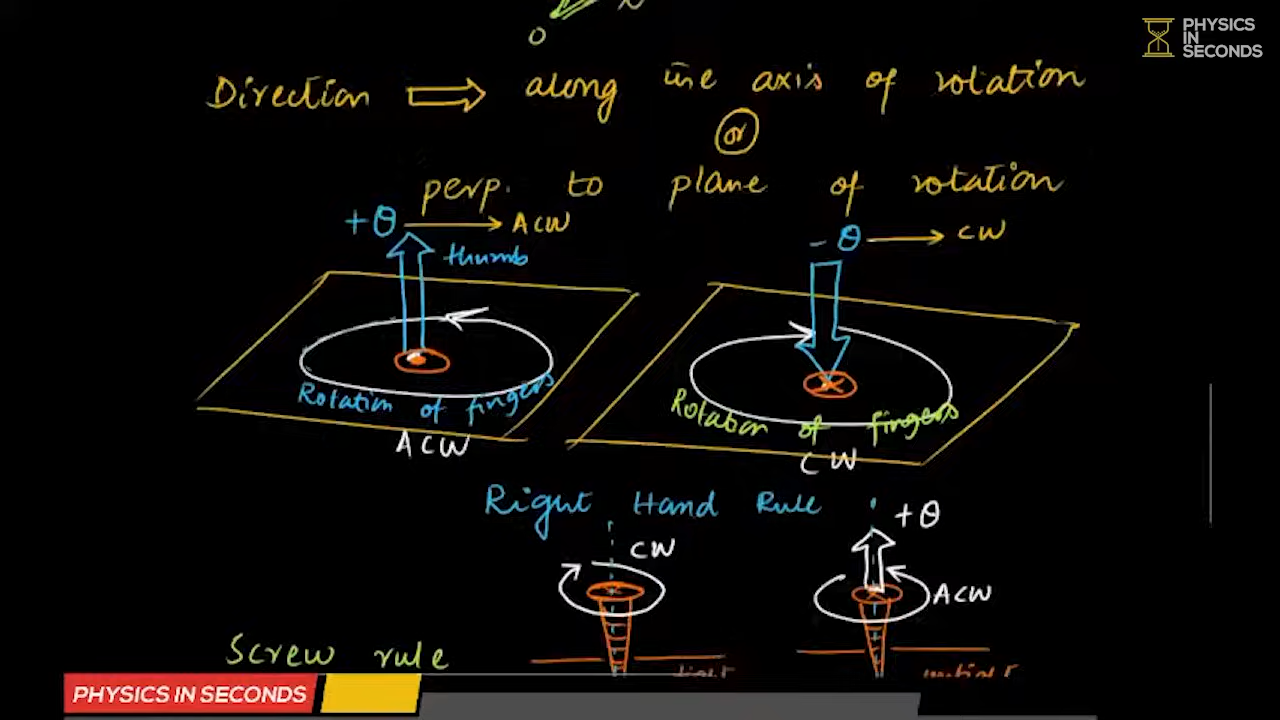 PHYSICS
IN
SECONDS
O
Direction ⇒ along the axis of rotation
or
perp. to plane of rotation
+θ → ACW
thumb
- θ → CW
Rotation of fingers
ACW
Rotation of fingers
CW
Right Hand Rule
CW
+θ
ACW
Screw rule
PHYSICS IN SECONDS